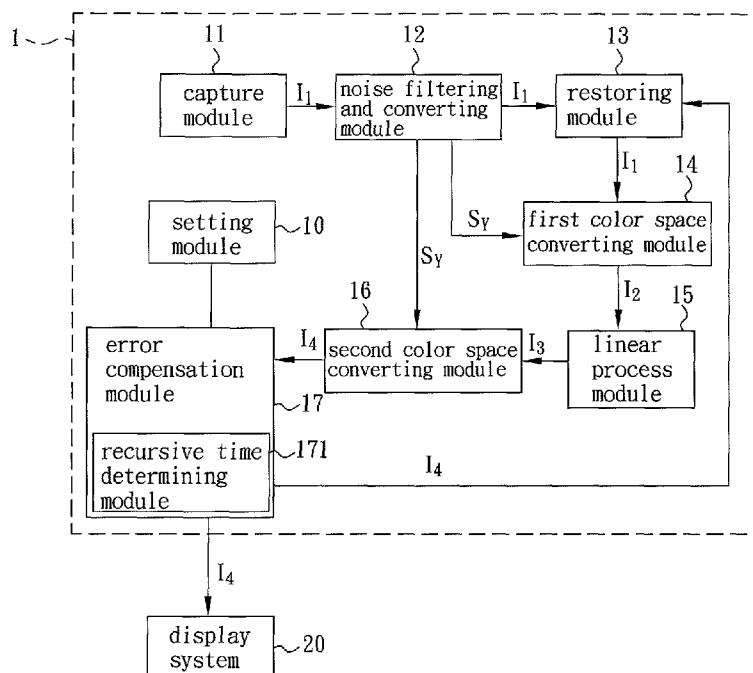 1
11
12
13
capture
module
I₁
noise filtering
and converting
module
I₁
restoring
module
I₁
14
setting
module
10
S_Y
first color space
converting module
S_Y
I₂
16
15
error
compensation
module
I₄
second color space
converting module
I₃
linear
process
module
17
recursive time
determining
module
171
I₄
I₄
display
system
20